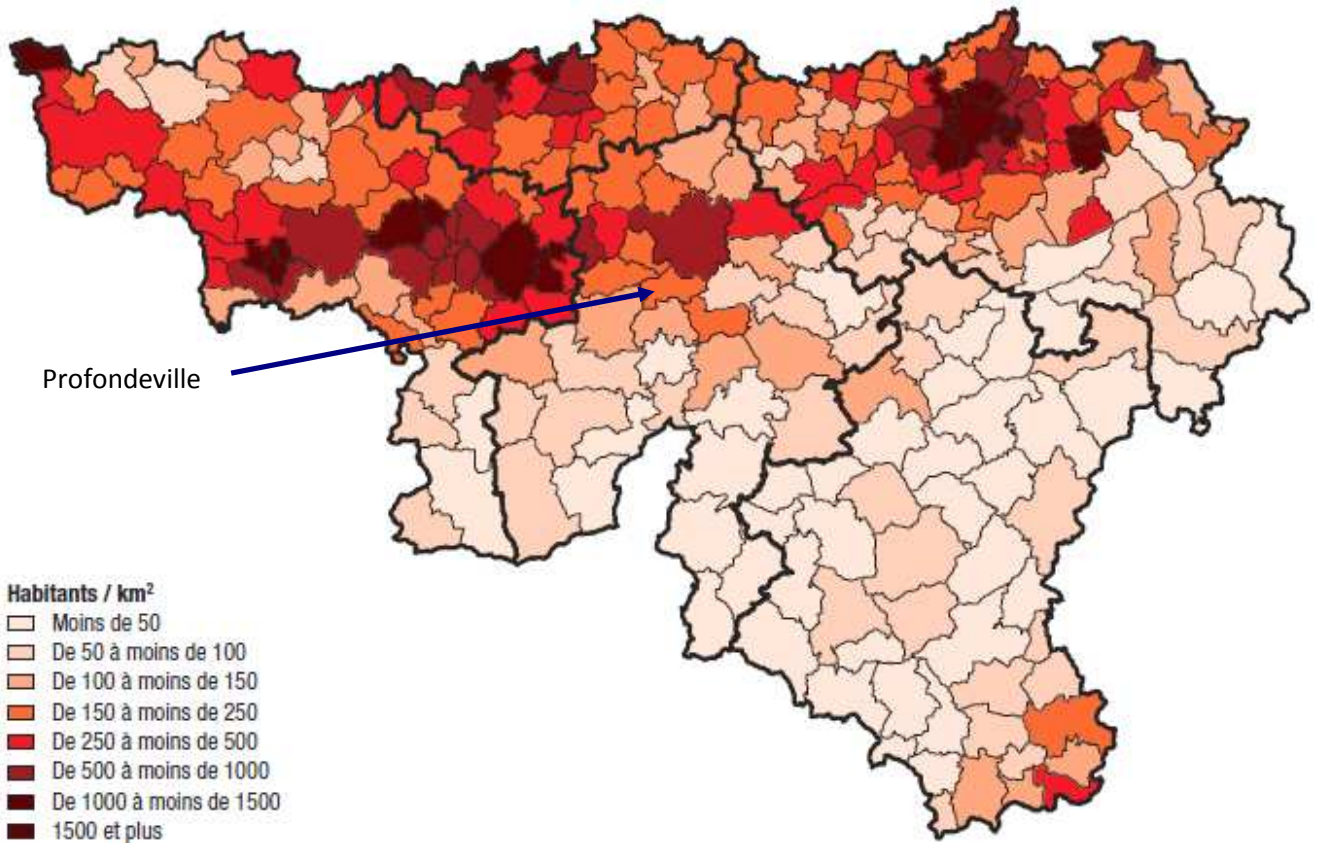 Profondeville
Habitants / km²
Moins de 50
De 50 à moins de 100
De 100 à moins de 150
De 150 à moins de 250
De 250 à moins de 500
De 500 à moins de 1000
De 1000 à moins de 1500
1500 et plus